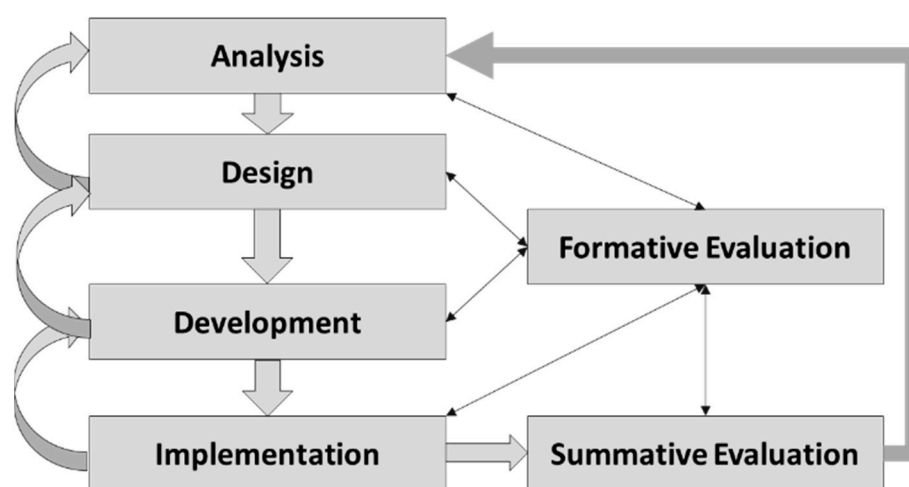 Analysis
Design
Formative Evaluation
Development
Implementation
Summative Evaluation